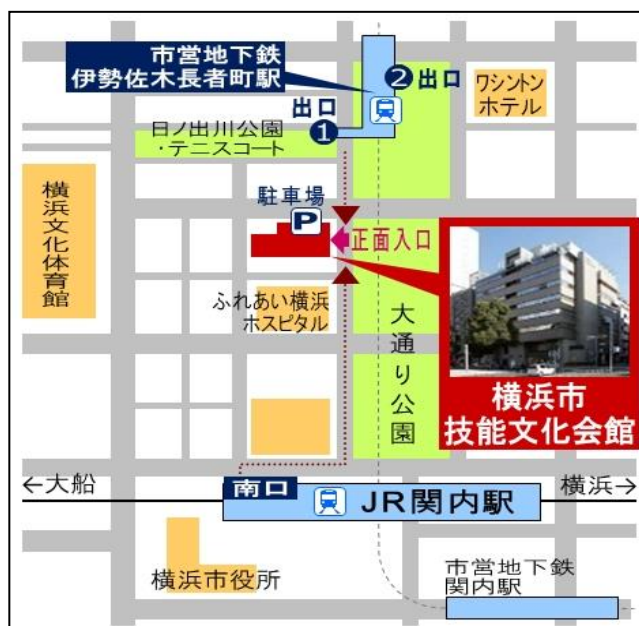 市営地下鉄
伊勢佐木長者町駅
❷出口
ワシントン
ホテル
出口
❶
日ノ出川公園
・テニスコート
横浜文化体育館
駐車場
P
正面入口
ふれあい横浜
ホスピタル
大通り公園
横浜市
技能文化会館
←大船
南口
JR関内駅
横浜→
横浜市役所
市営地下鉄
関内駅